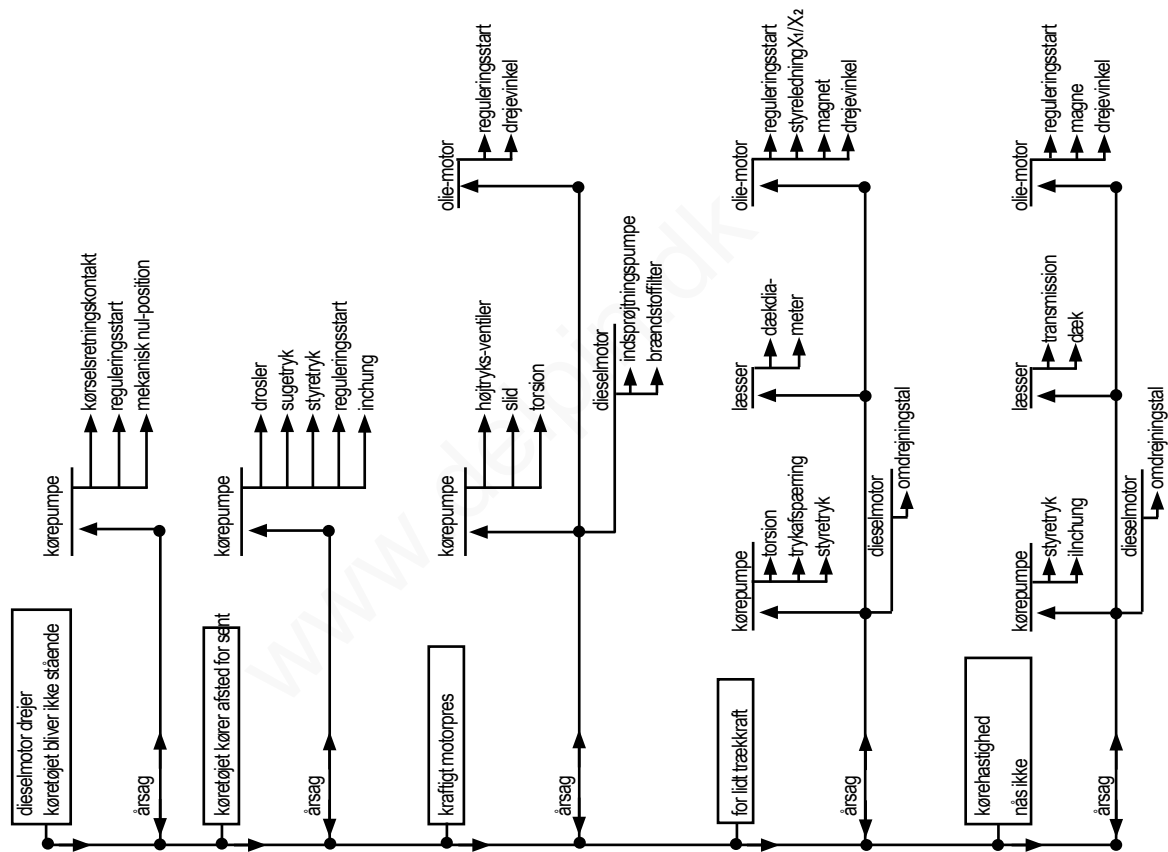 dieselmotor drejer
køretøjet bliver ikke stående
årsag
kørepumpe
kørselsretningskontakt
reguleringsstart
mekanisk nul-position
køretøjet kører afsted for sent
årsag
kørepumpe
drosler
sugetryk
styretryk
reguleringsstart
inchung
kraftigt motorpres
årsag
kørepumpe
højtryks-ventiler
slid
torsion
dieselmotor
indsprøjtningspumpe
brændstoffilter
olie-motor
reguleringsstart
drejevinkel
for lidt trækkraft
årsag
kørepumpe
torsion
trykafspæring
styretryk
dieselmotor
omdrejningstal
læsser
dækdia-
meter
olie-motor
reguleringsstart
styreledning X₁/X₂
magnet
drejevinkel
kørehastighed
nås ikke
årsag
kørepumpe
styretryk
ilnchung
dieselmotor
omdrejningstal
læsser
transmission
dæk
olie-motor
reguleringsstart
magne
drejevinkel